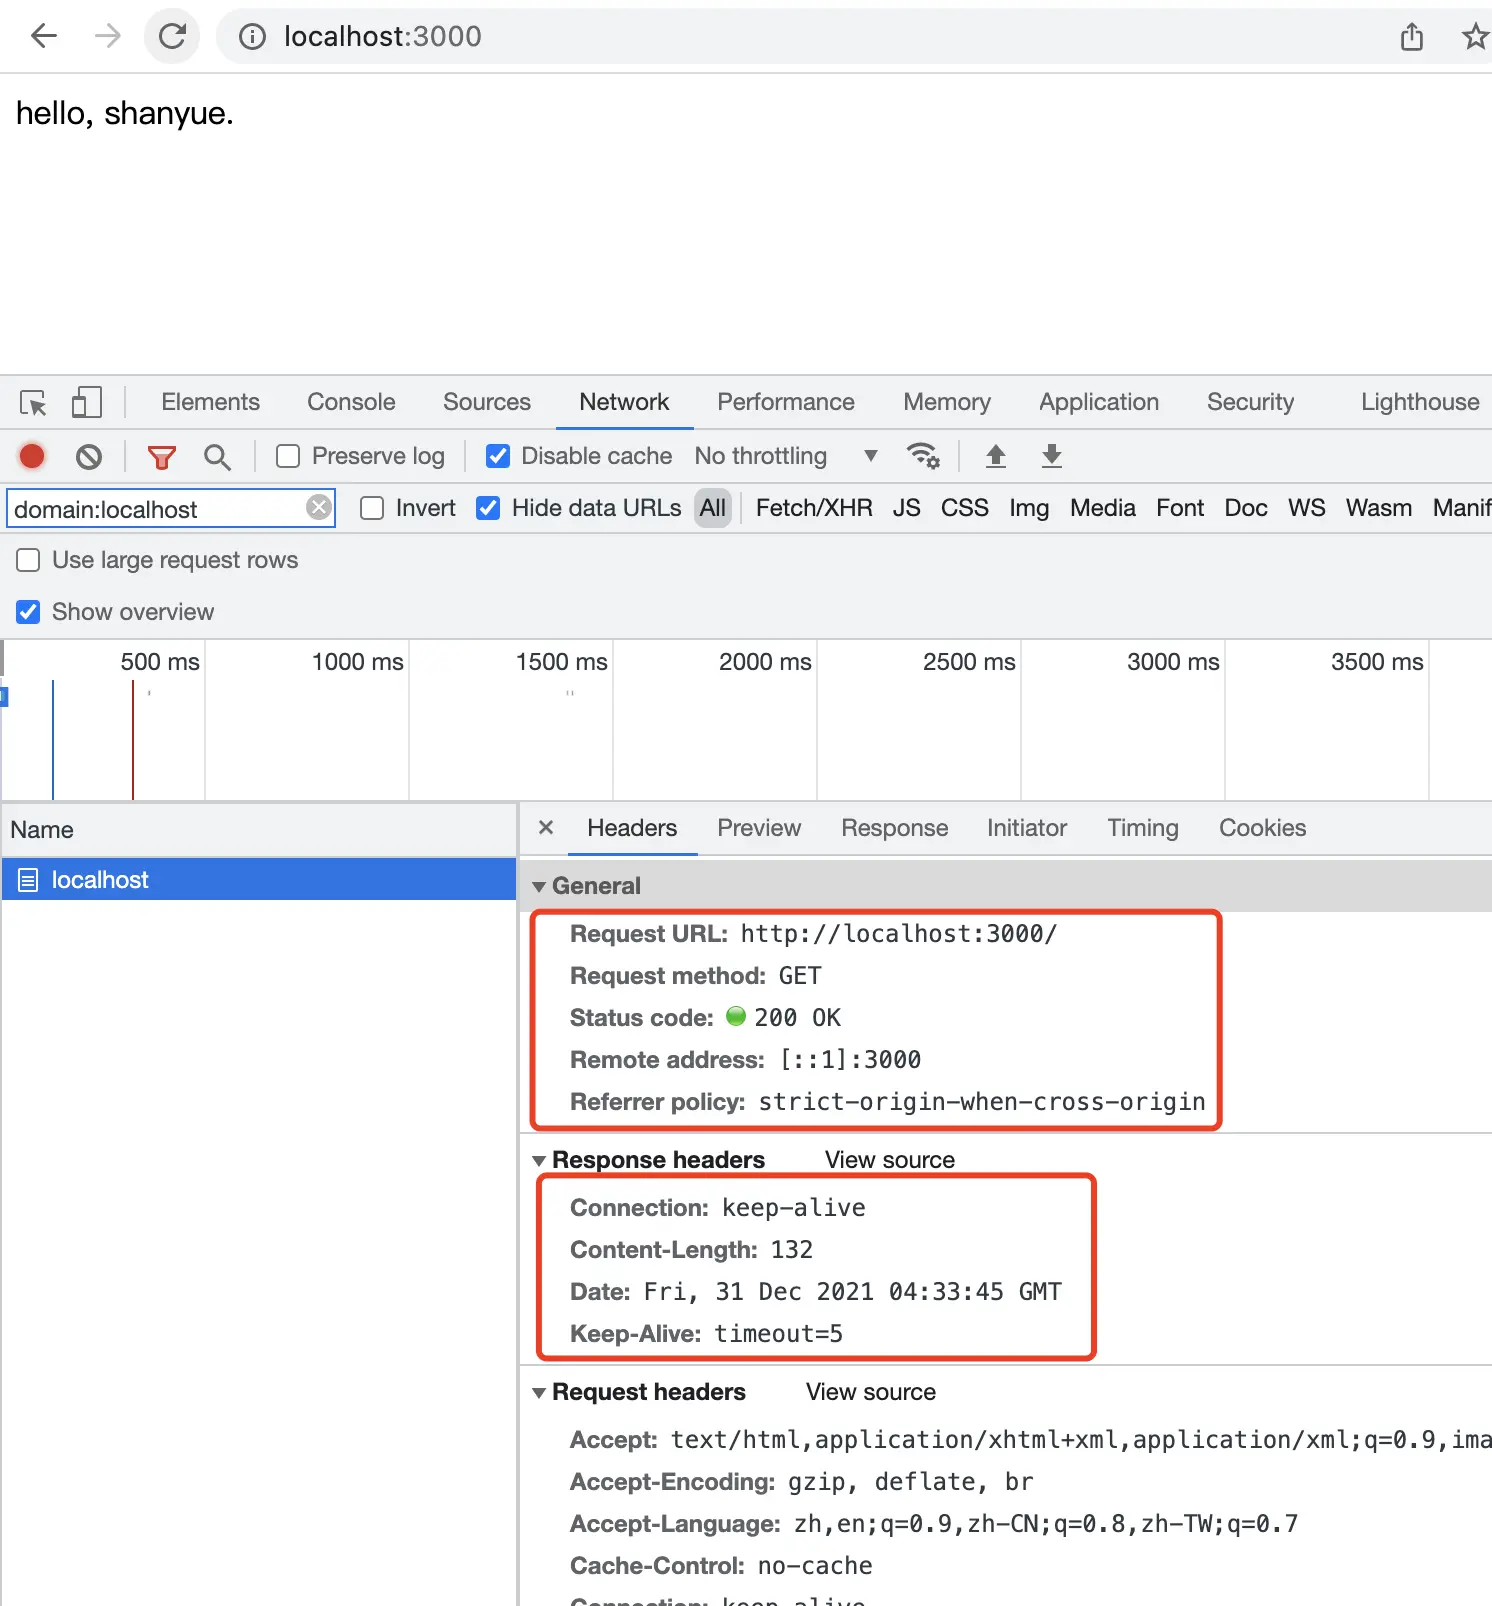 localhost:3000
hello, shanyue.
Elements Console Sources Network Performance Memory Application Security Lighthouse
Preserve log Disable cache No throttling
domain:localhost Invert Hide data URLs All Fetch/XHR JS CSS Img Media Font Doc WS Wasm Manif
Use large request rows
Show overview
500 ms 1000 ms 1500 ms 2000 ms 2500 ms 3000 ms 3500 ms
Name
localhost
Headers Preview Response Initiator Timing Cookies
General
Request URL: http://localhost:3000/
Request method: GET
Status code: 200 OK
Remote address: [::1]:3000
Referrer policy: strict-origin-when-cross-origin
Response headers View source
Connection: keep-alive
Content-Length: 132
Date: Fri, 31 Dec 2021 04:33:45 GMT
Keep-Alive: timeout=5
Request headers View source
Accept: text/html,application/xhtml+xml,application/xml;q=0.9,ima
Accept-Encoding: gzip, deflate, br
Accept-Language: zh,en;q=0.9,zh-CN;q=0.8,zh-TW;q=0.7
Cache-Control: no-cache
Connection: keep-alive